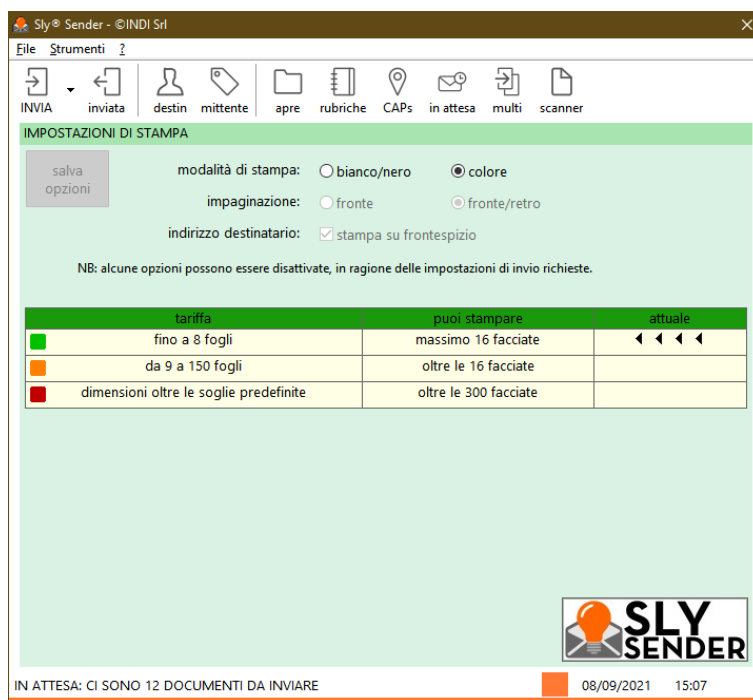 Sly® Sender - ©INDI Srl
File Strumenti ?
INVIA inviata destin mittente apre rubriche CAPs in attesa multi scanner
IMPOSTAZIONI DI STAMPA
salva opzioni
modalità di stampa: bianco/nero colore
impaginazione: fronte fronte/retro
indirizzo destinatario: stampa su frontespizio
NB: alcune opzioni possono essere disattivate, in ragione delle impostazioni di invio richieste.
tariffa puoi stampare attuale
fino a 8 fogli massimo 16 facciate
da 9 a 150 fogli oltre le 16 facciate
dimensioni oltre le soglie predefinite oltre le 300 facciate
SLY
SENDER
IN ATTESA: CI SONO 12 DOCUMENTI DA INVIARE 08/09/2021 15:07